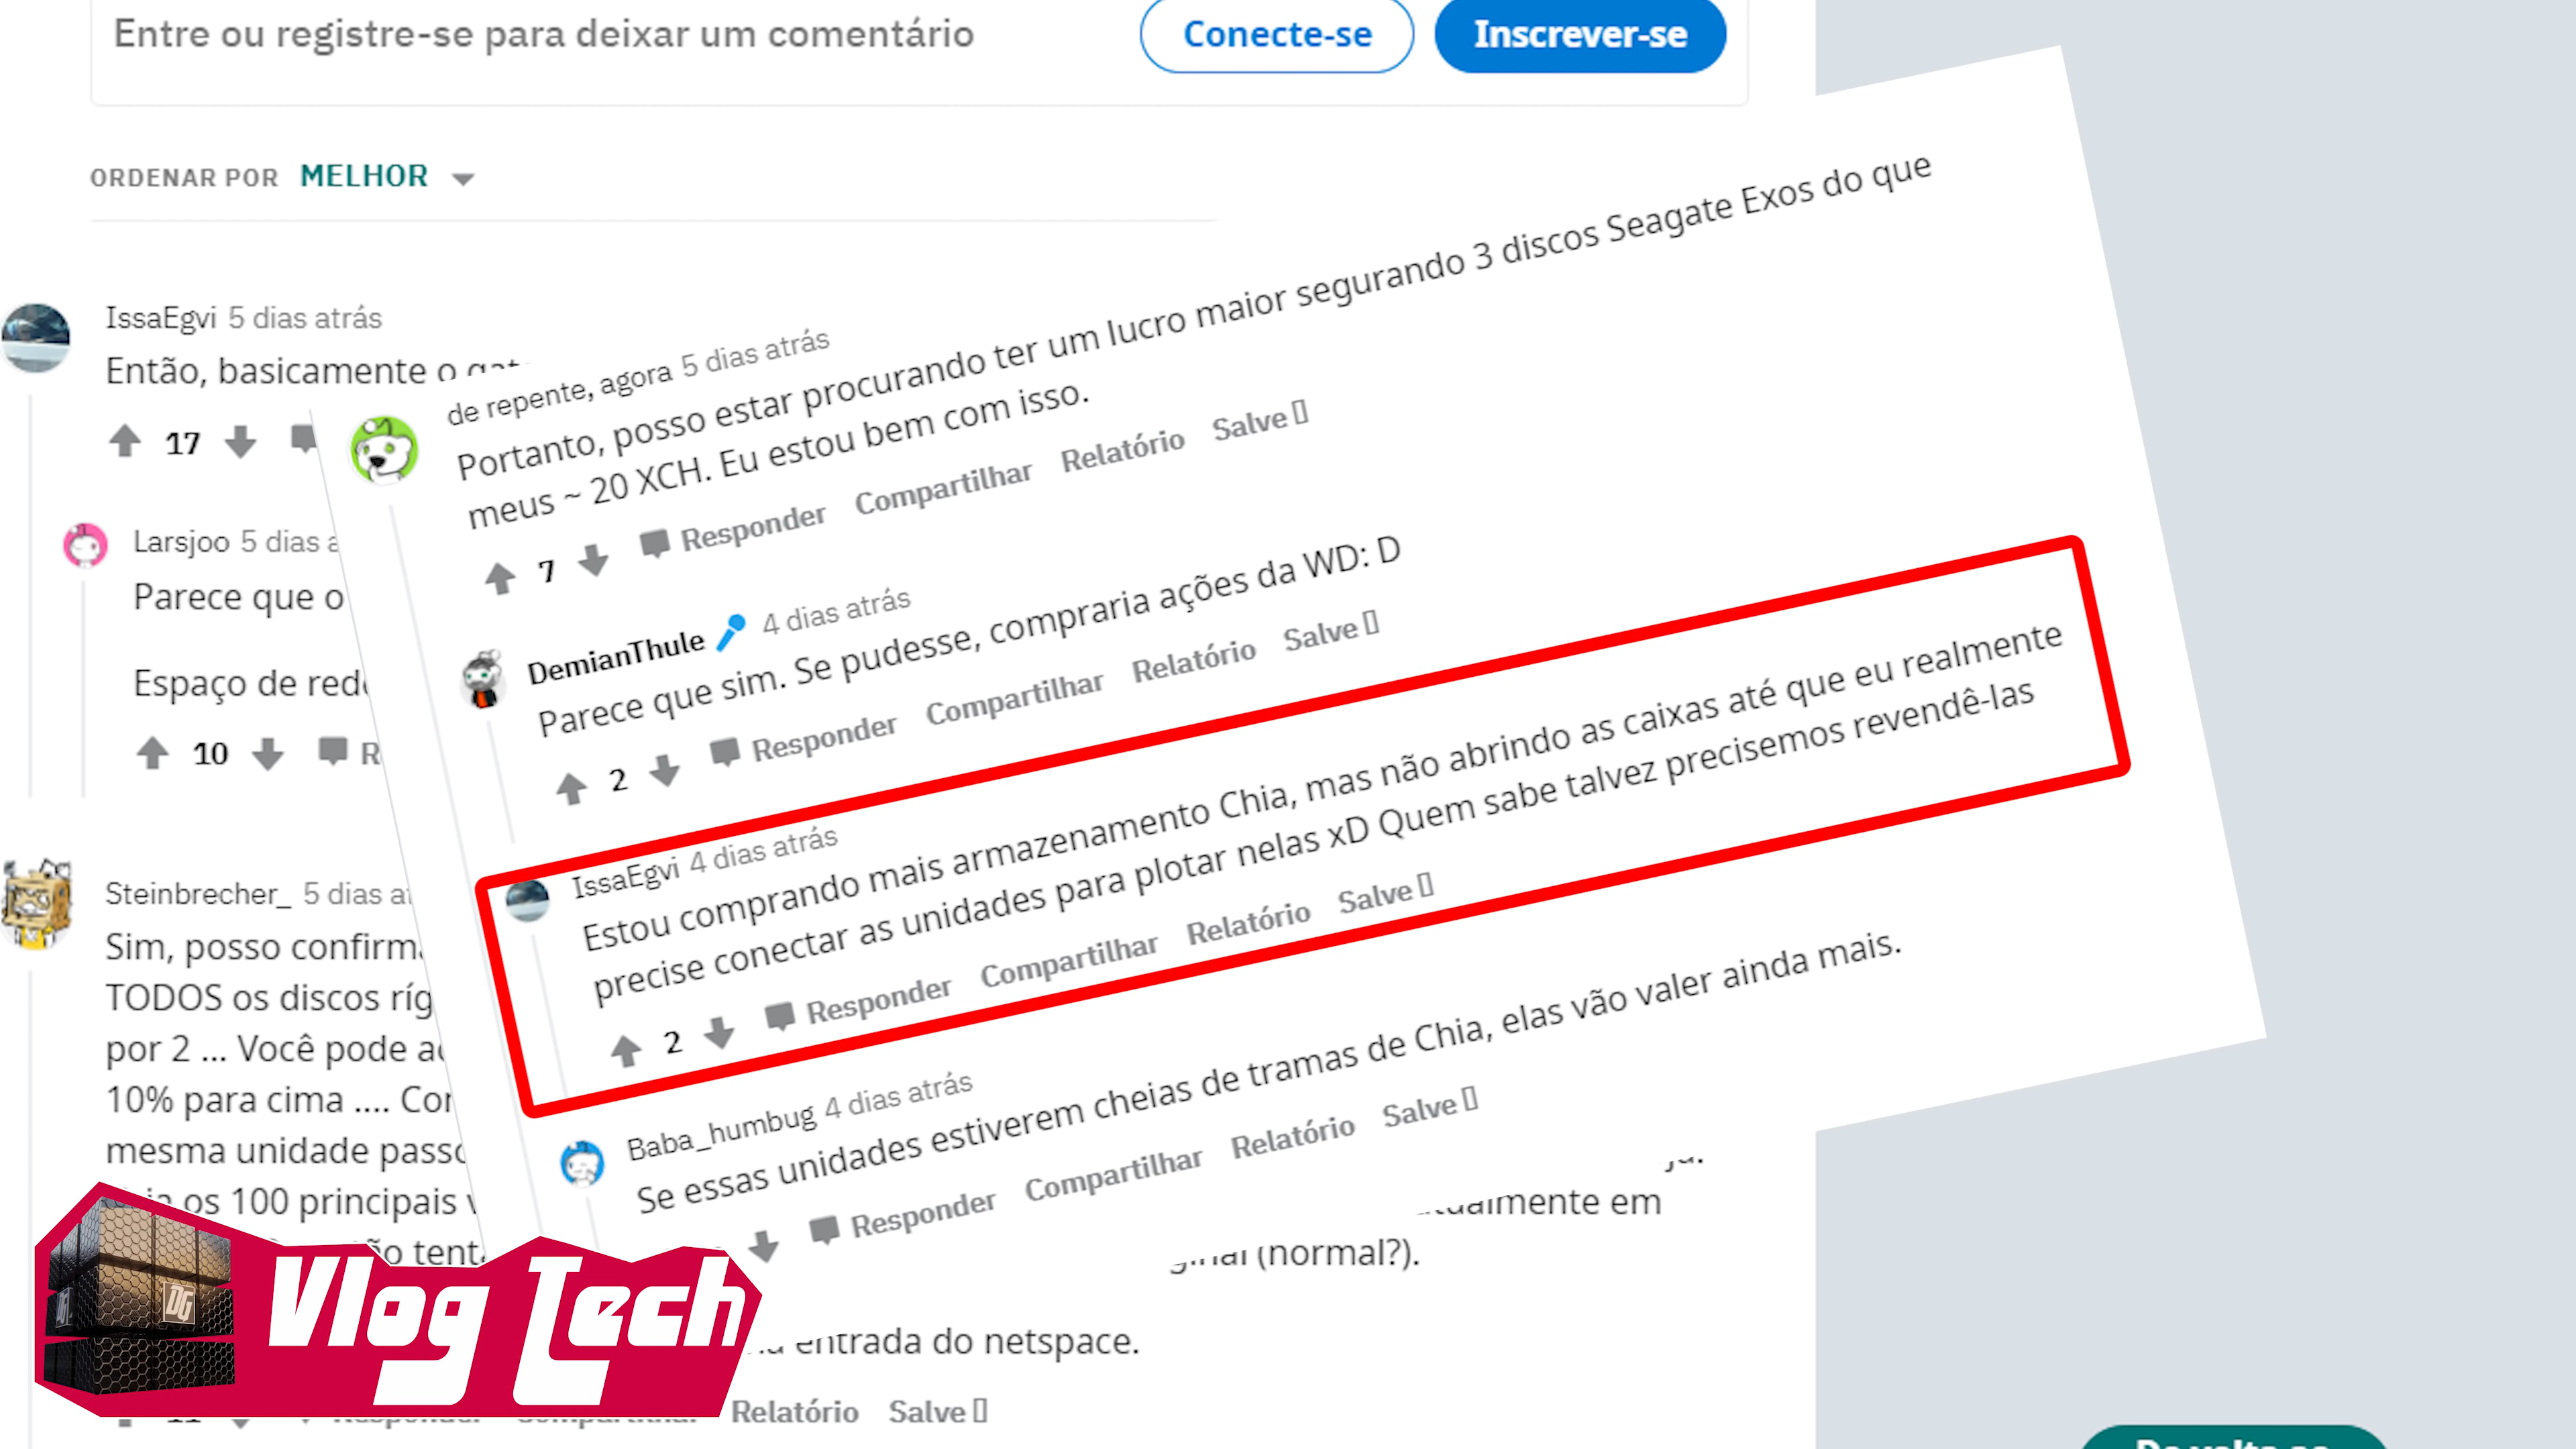 Entre ou registre-se para deixar um comentário
Conecte-se
Inscrever-se
ORDENAR POR MELHOR
IssaEgvi 5 dias atrás
Então, basicamente o
17
Larsjoo 5 dias
Parece que o
Espaço de
10
Steinbrecher_ 5 dias
Sim, posso
TODOS os discos
por 2 ... Você pode
10% para cima ....
mesma unidade
os 100 principais
de repente, agora 5 dias atrás
Portanto, posso estar procurando ter um lucro maior segurando 3 discos Seagate Exos do que
meus ~ 20 XCH. Eu estou bem com isso.
7 Responder Compartilhar Relatório Salve
DemianThule 4 dias atrás
Parece que sim. Se pudesse, compraria ações da WD: D
2 Responder Compartilhar Relatório Salve
IssaEgvi 4 dias atrás
Estou comprando mais armazenamento Chia, mas não abrindo as caixas até que eu realmente
precise conectar as unidades para plotar nelas xD Quem sabe talvez precisemos revendê-las
2 Responder Compartilhar Relatório Salve
Baba_humbug 4 dias atrás
Se essas unidades estiverem cheias de tramas de Chia, elas vão valer ainda mais.
Responder Compartilhar Relatório Salve
em
(normal?).
entrada do netspace.
Relatório Salve
DG
Vlog Tech